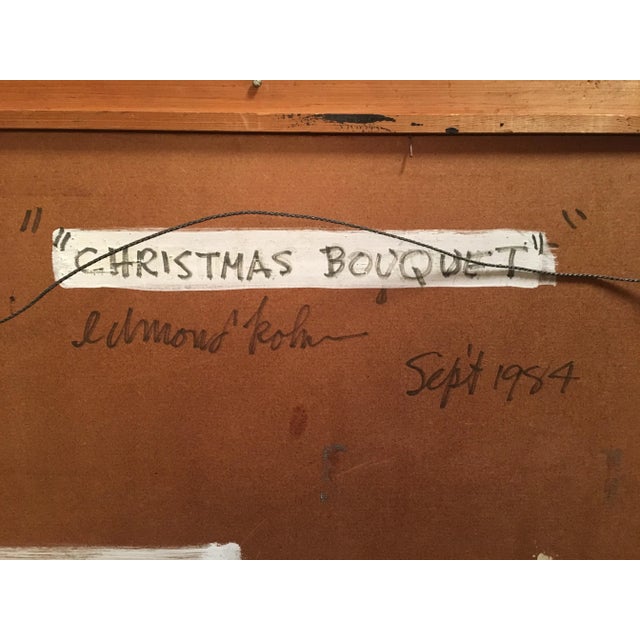 "CHRISTMAS BOUQUET"
edmond kohn
Sept 1984